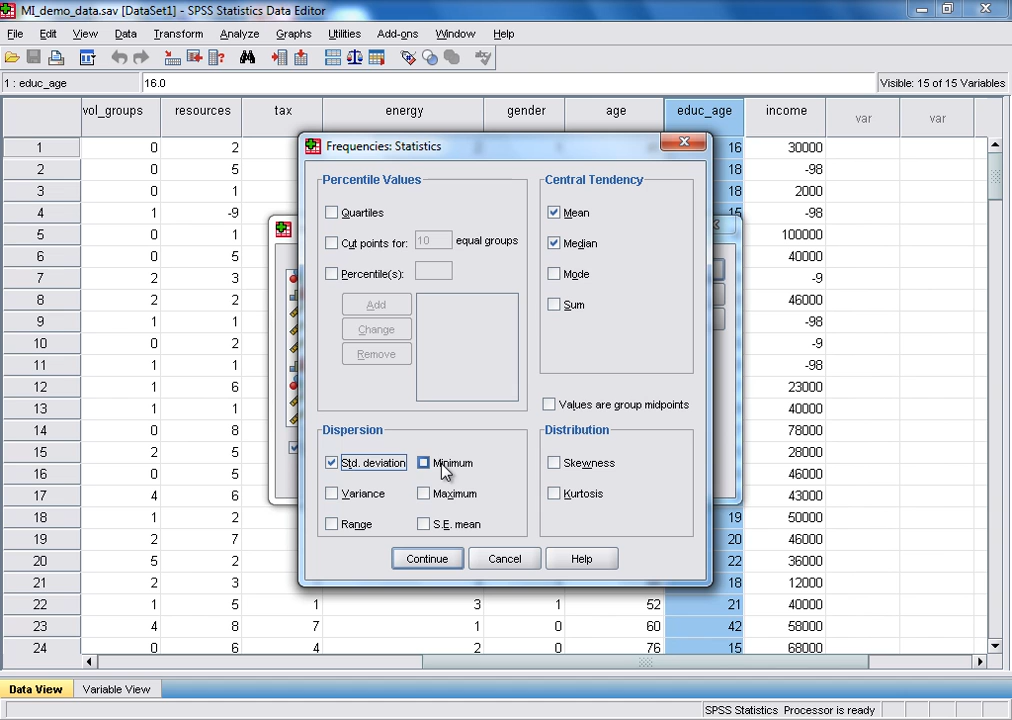 MI_demo_data.sav [DataSet1] - SPSS Statistics Data Editor
File Edit View Data Transform Analyze Graphs Utilities Add-ons Window Help
1 : educ_age 16.0 Visible: 15 of 15 Variables
vol_groups resources tax energy gender age educ_age income var var
1 0 2 16 30000
2 0 5 18 -98
3 0 1 18 2000
4 1 -9 15 -98
5 0 1 100000
6 0 5 40000
7 2 3 -9
8 2 2 46000
9 1 1 -98
10 0 2 -9
11 1 1 -98
12 1 6 23000
13 1 1 40000
14 0 8 78000
15 2 5 28000
16 0 5 46000
17 4 6 43000
18 1 2 19 50000
19 2 7 20 46000
20 5 2 22 36000
21 2 3 18 12000
22 1 5 1 3 1 52 21 40000
23 4 8 7 1 0 60 42 58000
24 0 6 4 2 0 76 15 68000
Frequencies: Statistics
Percentile Values
Quartiles
Cut points for: 10 equal groups
Percentile(s):
Add
Change
Remove
Central Tendency
Mean
Median
Mode
Sum
Values are group midpoints
Dispersion
Std. deviation Minimum
Variance Maximum
Range S.E. mean
Distribution
Skewness
Kurtosis
Continue Cancel Help
Data View Variable View
SPSS Statistics Processor is ready